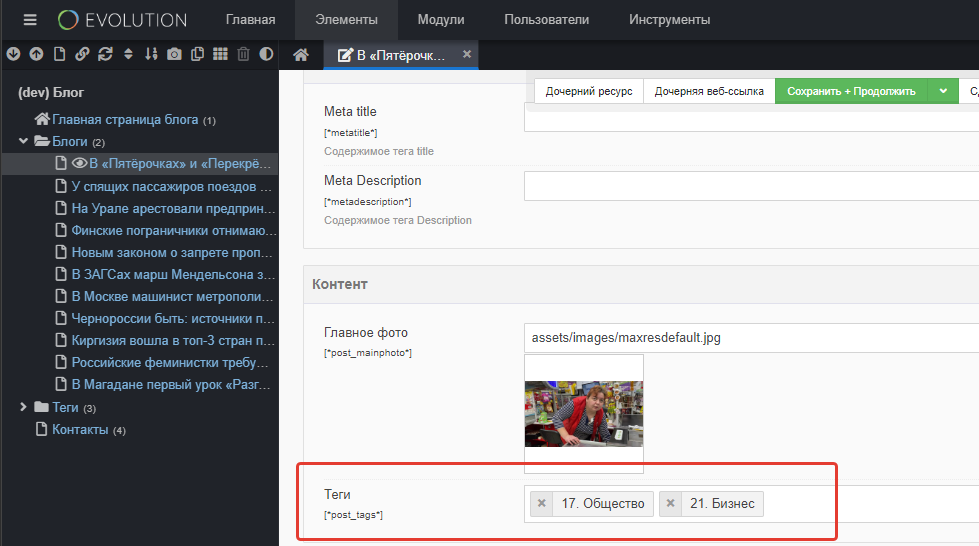 EVOLUTION
Главная
Элементы
Модули
Пользователи
Инструменты
В «Пятёрочк...
(dev) Блог
Главная страница блога (1)
Блоги (2)
В «Пятёрочках» и «Перекрё...
У спящих пассажиров поездов ...
На Урале арестовали предприн...
Финские пограничники отнимаю...
Новым законом о запрете проп...
В ЗАГСах марш Мендельсона з...
В Москве машинист метрополи...
Чернороссии быть: источники п...
Киргизия вошла в топ-3 стран п...
Российские феминистки требу...
В Магадане первый урок «Разг...
Теги (3)
Контакты (4)
Дочерний ресурс
Дочерняя веб-ссылка
Сохранить + Продолжить
Meta title
[*metatitle*]
Содержимое тега title
Meta Description
[*metadescription*]
Содержимое тега Description
Контент
Главное фото
[*post_mainphoto*]
assets/images/maxresdefault.jpg
Теги
[*post_tags*]
17. Общество
21. Бизнес